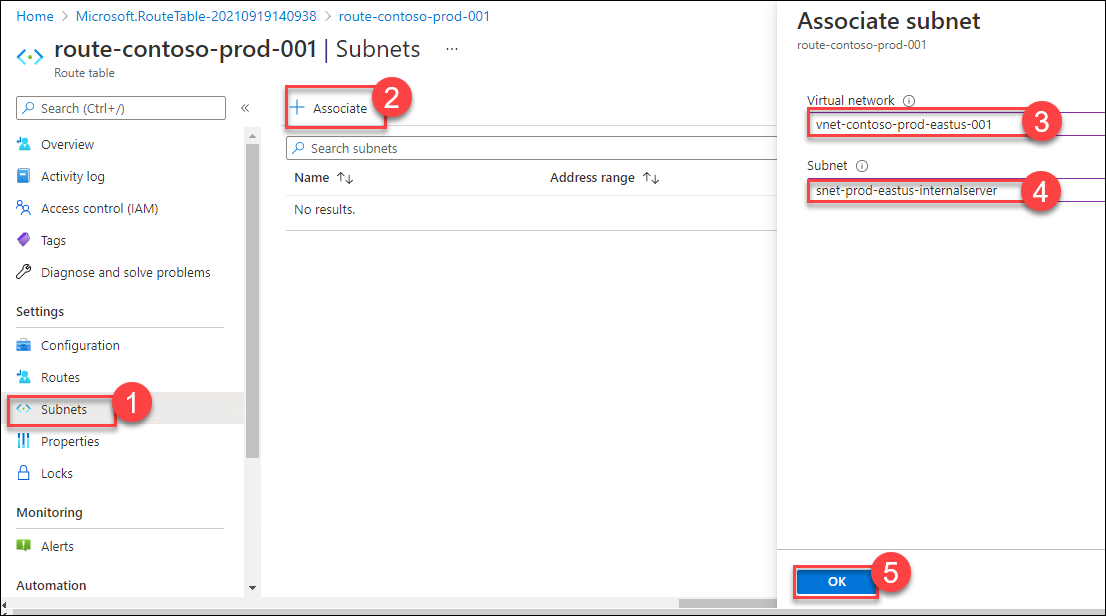 Home > Microsoft.RouteTable-20210919140938 > route-contoso-prod-001
route-contoso-prod-001 | Subnets ...
Route table
Search (Ctrl+/)
«
Overview
Activity log
Access control (IAM)
Tags
Diagnose and solve problems
Settings
Configuration
Routes
Subnets
1
Properties
Locks
Monitoring
Alerts
Automation
+ Associate
2
Search subnets
Name ↑↓ Address range ↑↓
No results.
Associate subnet
route-contoso-prod-001
Virtual network
vnet-contoso-prod-eastus-001
3
Subnet
snet-prod-eastus-internalserver
4
OK
5